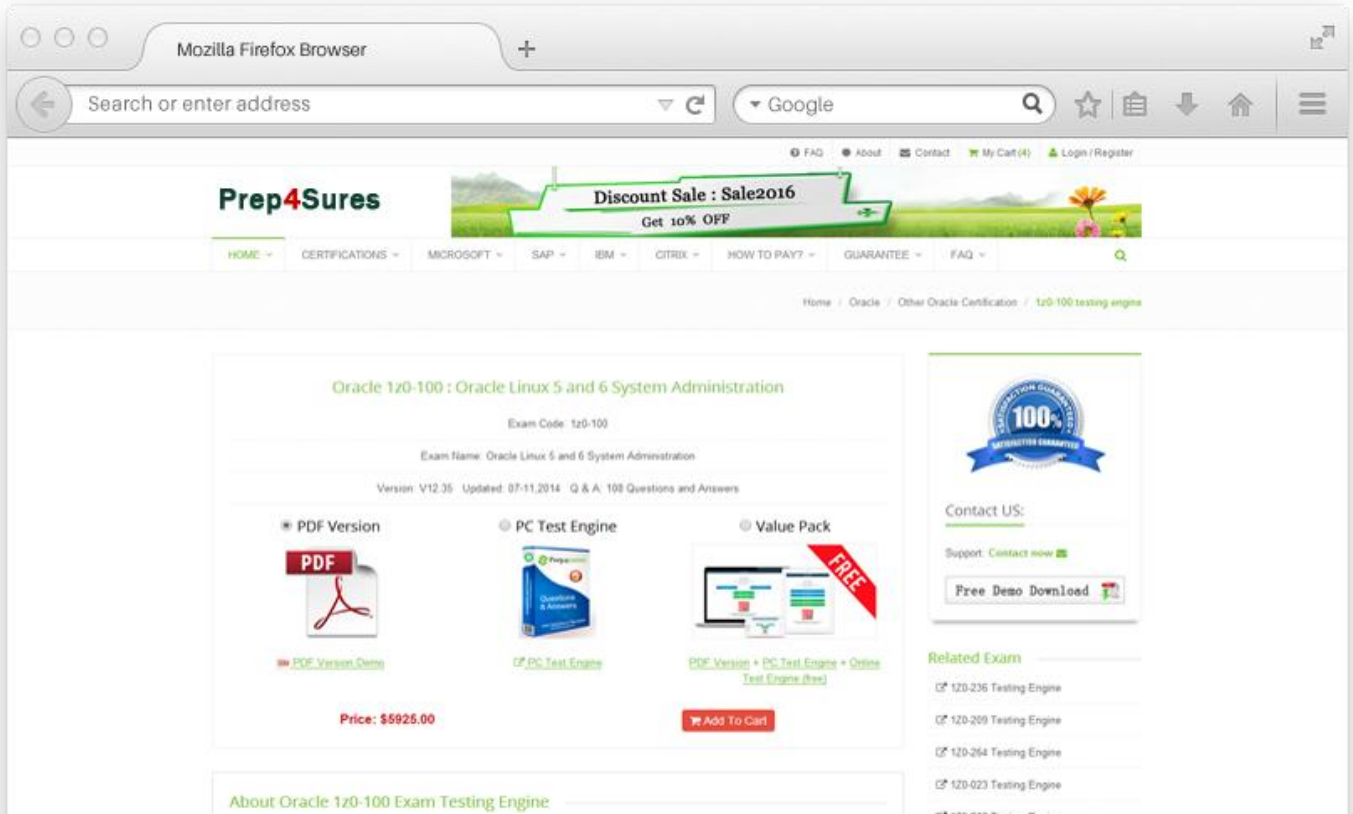 Mozilla Firefox Browser
Search or enter address
Google
FAQ About Contact My Cart (4) Login / Register
Prep4Sures
Discount Sale : Sale2016
Get 10% OFF
HOME CERTIFICATIONS MICROSOFT SAP IBM CITRIX HOW TO PAY? GUARANTEE FAQ
Home / Oracle / Other Oracle Certification / 1z0-100 testing engine
Oracle 1z0-100 : Oracle Linux 5 and 6 System Administration
Exam Code: 1z0-100
Exam Name: Oracle Linux 5 and 6 System Administration
Version: V12.35 Updated: 07-11,2014 Q & A: 108 Questions and Answers
PDF Version
PC Test Engine
Value Pack
PDF
Questions
& Answers
FREE
PDF Version Demo
PC Test Engine
PDF Version + PC Test Engine + Online
Test Engine (free)
Price: $5925.00
Add To Cart
About Oracle 1z0-100 Exam Testing Engine
SATISFACTION GUARANTEED
100%
SATISFACTION GUARANTEED
Contact US:
Support: Contact now
Free Demo Download
Related Exam
1Z0-236 Testing Engine
1Z0-209 Testing Engine
1Z0-264 Testing Engine
1Z0-023 Testing Engine